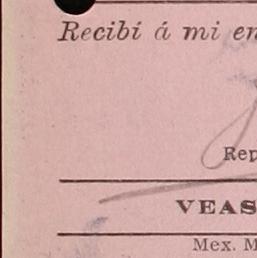 Recibí á mi en
Rep
VEAS
Mex. M